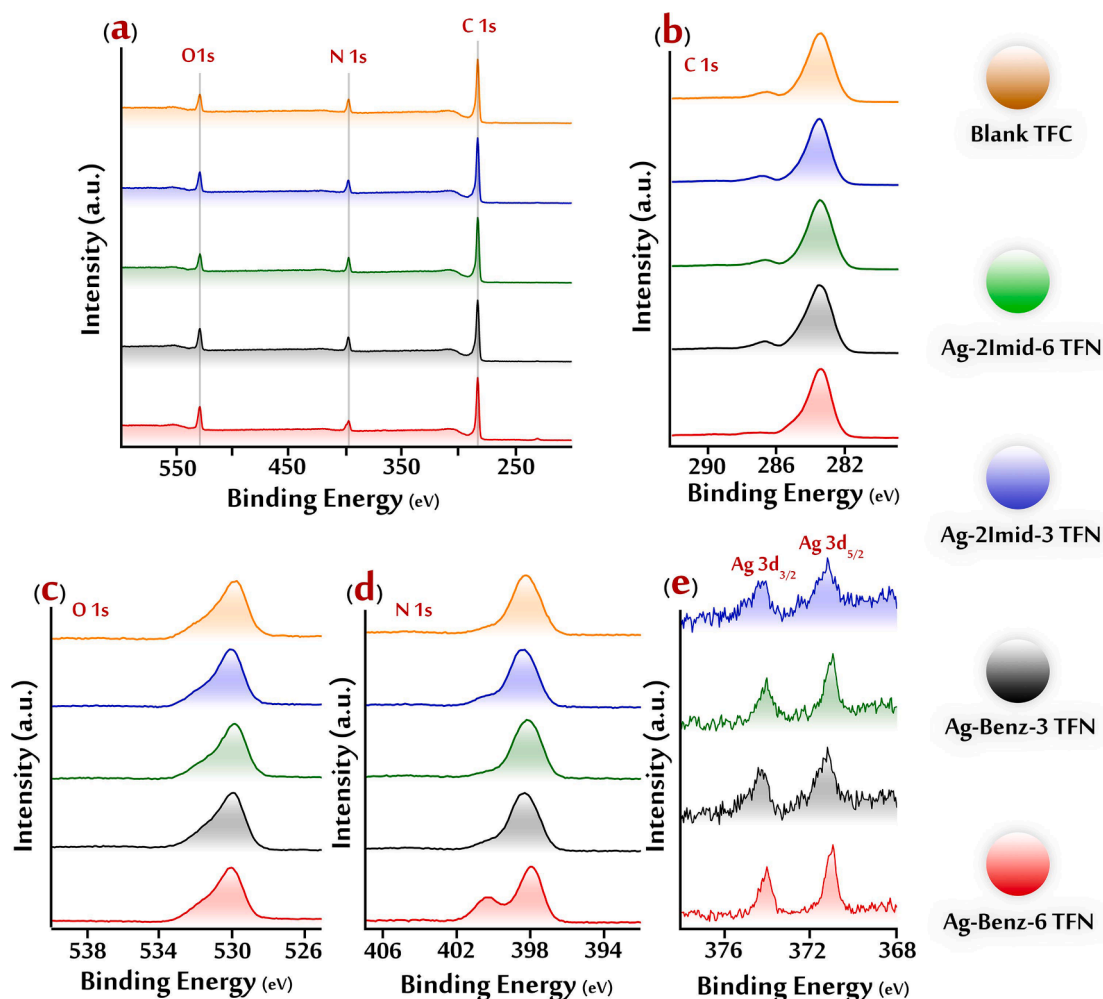 (a)
O1s
N 1s
C 1s
Intensity (a.u.)
550
450
350
250
Binding Energy (eV)
(b)
C 1s
Intensity (a.u.)
290
286
282
Binding Energy (eV)
Blank TFC
Ag-2Imid-6 TFN
Ag-2Imid-3 TFN
Ag-Benz-3 TFN
Ag-Benz-6 TFN
(c)
O 1s
Intensity (a.u.)
538
534
530
526
Binding Energy (eV)
(d)
N 1s
Intensity (a.u.)
406
402
398
394
Binding Energy (eV)
(e)
Ag 3d3/2
Ag 3d5/2
Intensity (a.u.)
376
372
368
Binding Energy (eV)